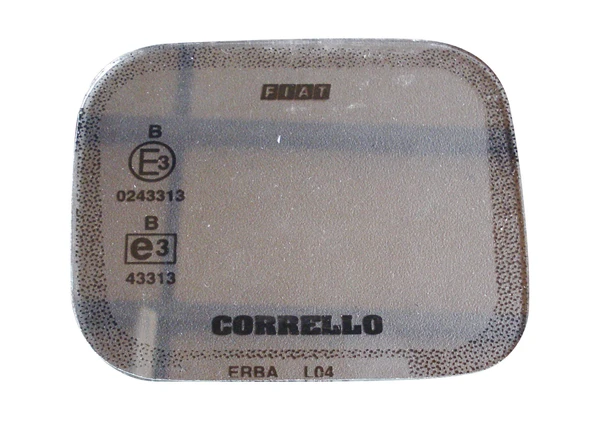 FIAT
B
E3
0243313
B
e3
43313
CORRELLO
ERBA L04